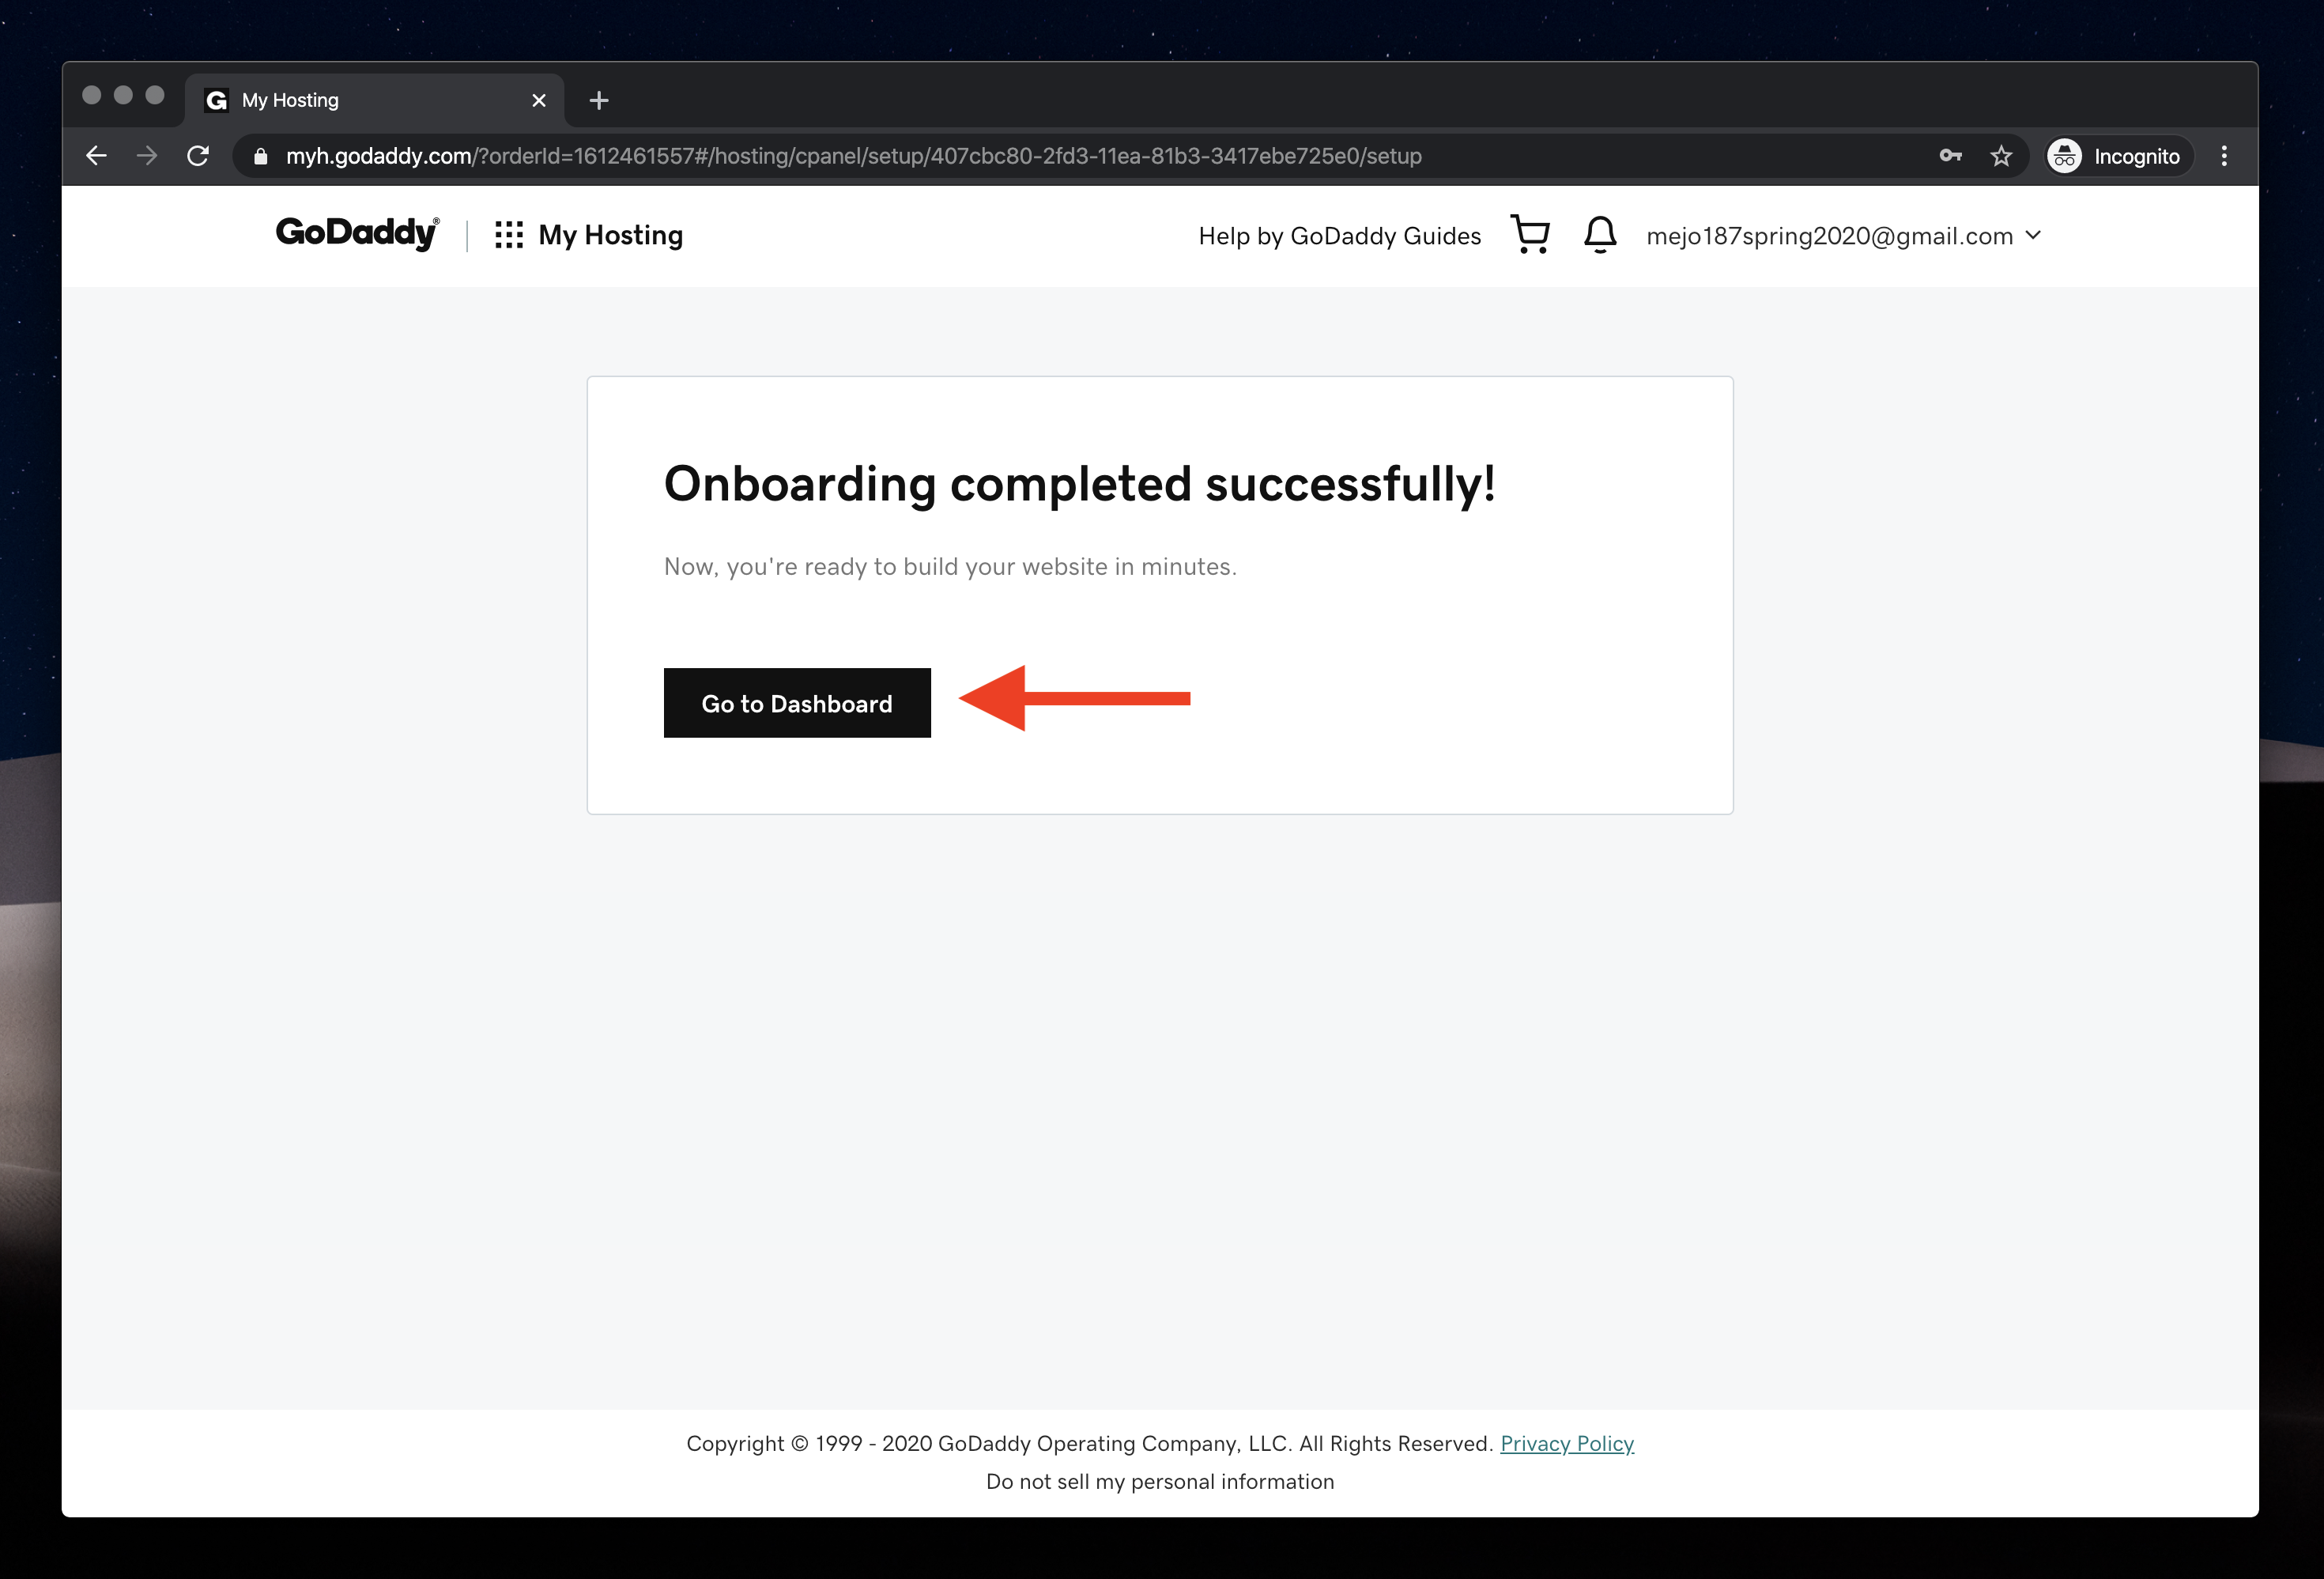 My Hosting
myh.godaddy.com/?orderId=1612461557#/hosting/cpanel/setup/407cbc80-2fd3-11ea-81b3-3417ebe725e0/setup
Incognito
GoDaddy® My Hosting
Help by GoDaddy Guides
mejo187spring2020@gmail.com
Onboarding completed successfully!
Now, you're ready to build your website in minutes.
Go to Dashboard
Copyright © 1999 - 2020 GoDaddy Operating Company, LLC. All Rights Reserved. Privacy Policy
Do not sell my personal information